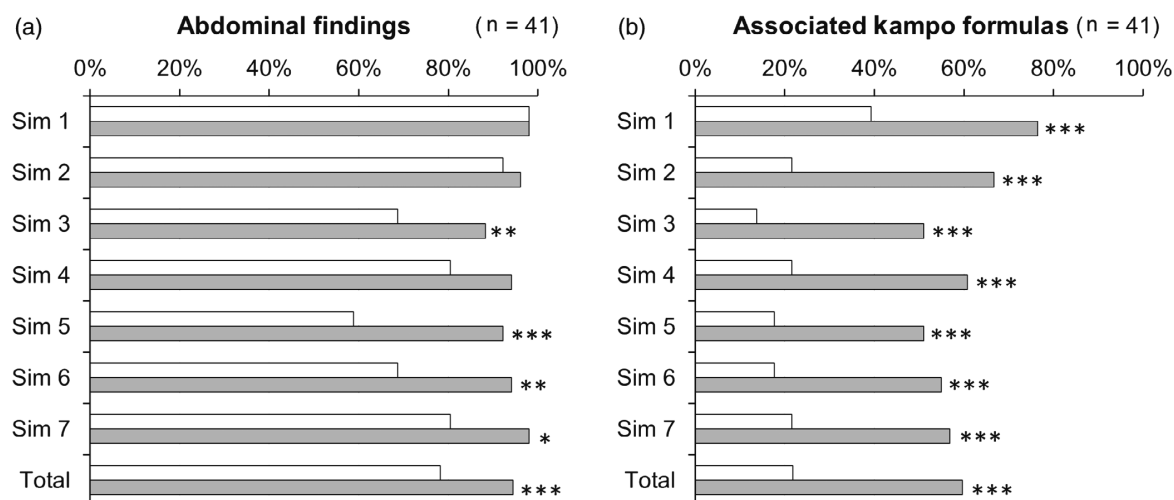 (a) Abdominal findings (n = 41)
0% 20% 40% 60% 80% 100%
Sim 1
Sim 2
Sim 3 **
Sim 4
Sim 5 ***
Sim 6 **
Sim 7 *
Total ***
(b) Associated kampo formulas (n = 41)
0% 20% 40% 60% 80% 100%
Sim 1 ***
Sim 2 ***
Sim 3 ***
Sim 4 ***
Sim 5 ***
Sim 6 ***
Sim 7 ***
Total ***